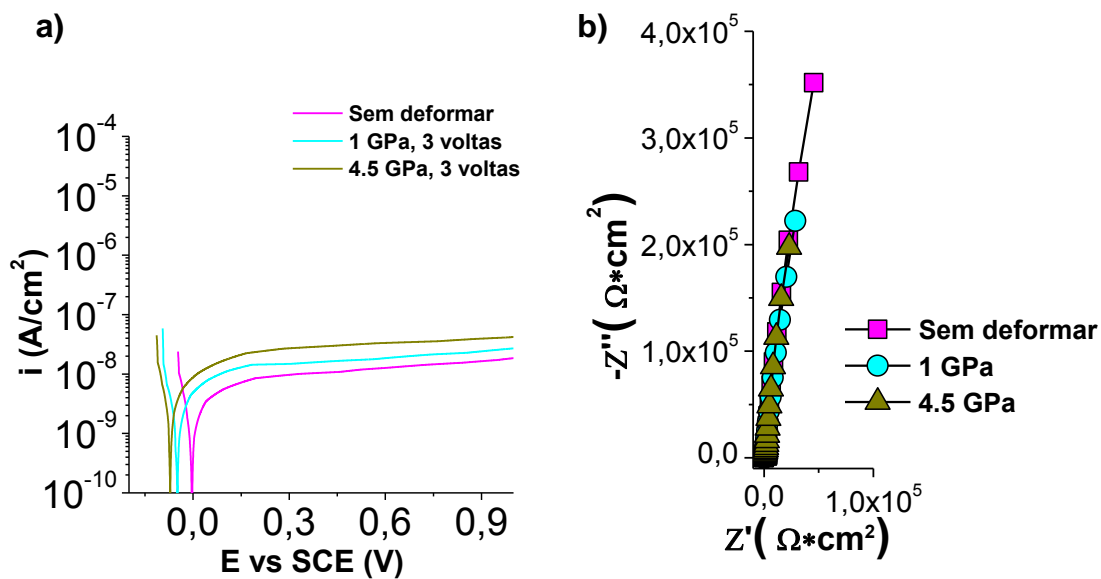 a)
Sem deformar
1 GPa, 3 voltas
4.5 GPa, 3 voltas
10⁻⁴
10⁻⁵
10⁻⁶
10⁻⁷
10⁻⁸
10⁻⁹
10⁻¹⁰
i (A/cm²)
0,0 0,3 0,6 0,9
E vs SCE (V)
b)
4,0x10⁵
3,0x10⁵
2,0x10⁵
1,0x10⁵
0,0
-Z''( Ω*cm²)
Sem deformar
1 GPa
4.5 GPa
0,0 1,0x10⁵
Z'( Ω*cm²)